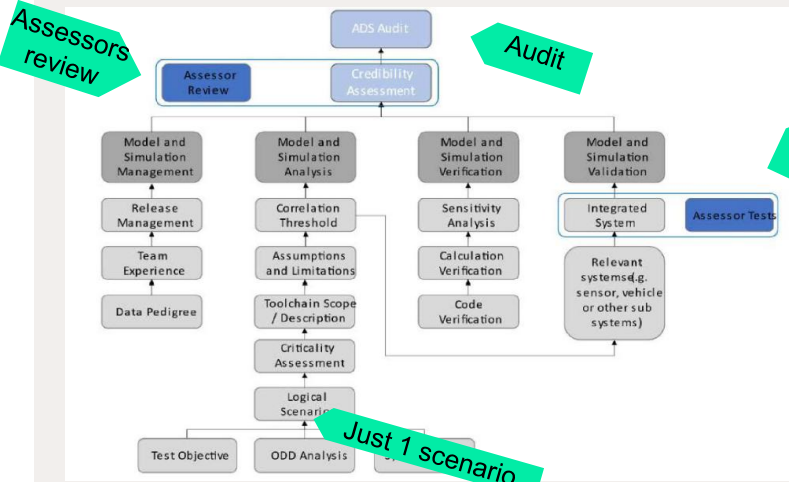 Assessors
review
ADS Audit
Audit
Assessor
Review
Credibility
Assessment
Model and
Simulation
Management
Model and
Simulation
Analysis
Model and
Simulation
Verification
Model and
Simulation
Validation
Release
Management
Correlation
Threshold
Sensitivity
Analysis
Integrated
System
Assessor Tests
Team
Experience
Assumptions
and Limitations
Calculation
Verification
Relevant
systems(e.g.
sensor, vehicle
or other sub
systems)
Data Pedigree
Toolchain Scope
/ Description
Code
Verification
Criticality
Assessment
Logical
Scenario
Just 1 scenario
Test Objective
ODD Analysis